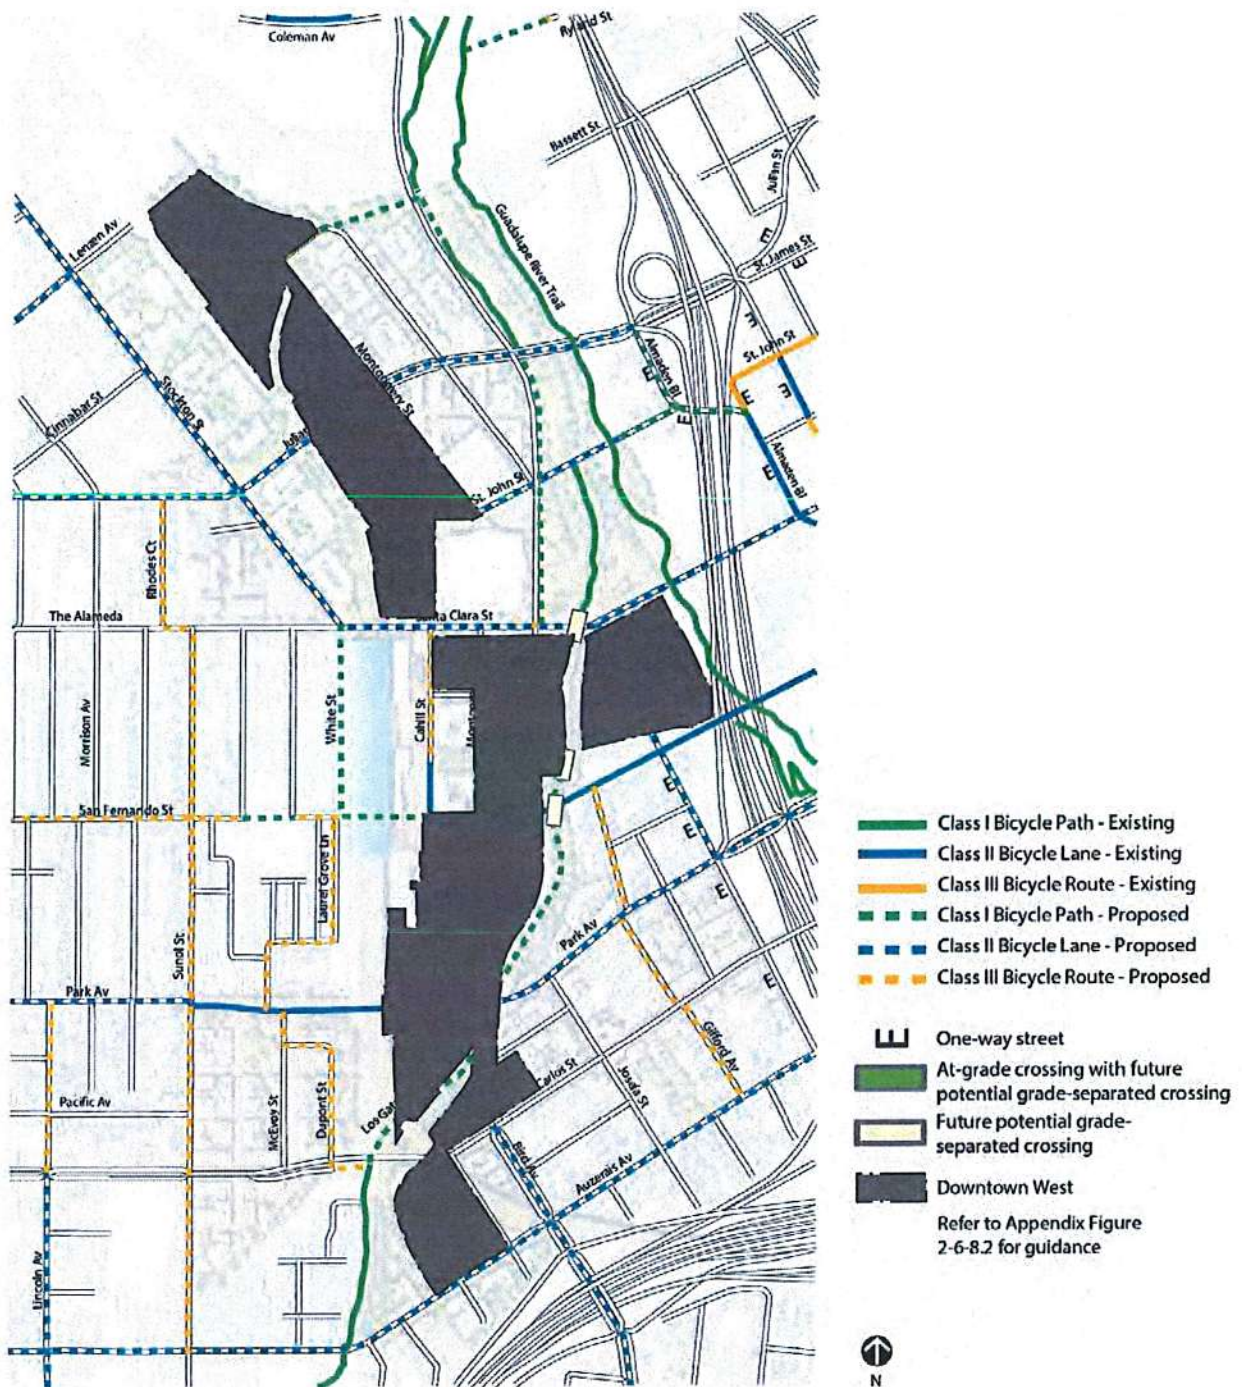 Coleman Av
Ryland St
Bassett St
Julian St
Guadalupe River Trail
Lenzen Av
E
St. James St
E
E
St. John St
Almaden Bl
E
Montgomery St
Stockton St
Cinnabar St
E
E
E
Almaden Bl
E
St. John St
Rhodes Ct
The Alameda
Santa Clara St
White St
Cahill St
Morrison Av
San Fernando St
E
E
Laurel Grove Ln
E
Park Av
Sunol St
E
Park Av
Gifford Av
Carlos St
Josefa St
Pacific Av
McEvoy St
Dupont St
Los Gat
Bird Av
Auzerais Av
Lincoln Av
Class I Bicycle Path - Existing
Class II Bicycle Lane - Existing
Class III Bicycle Route - Existing
Class I Bicycle Path - Proposed
Class II Bicycle Lane - Proposed
Class III Bicycle Route - Proposed
E One-way street
At-grade crossing with future
potential grade-separated crossing
Future potential grade-
separated crossing
Downtown West
Refer to Appendix Figure
2-6-8.2 for guidance
N